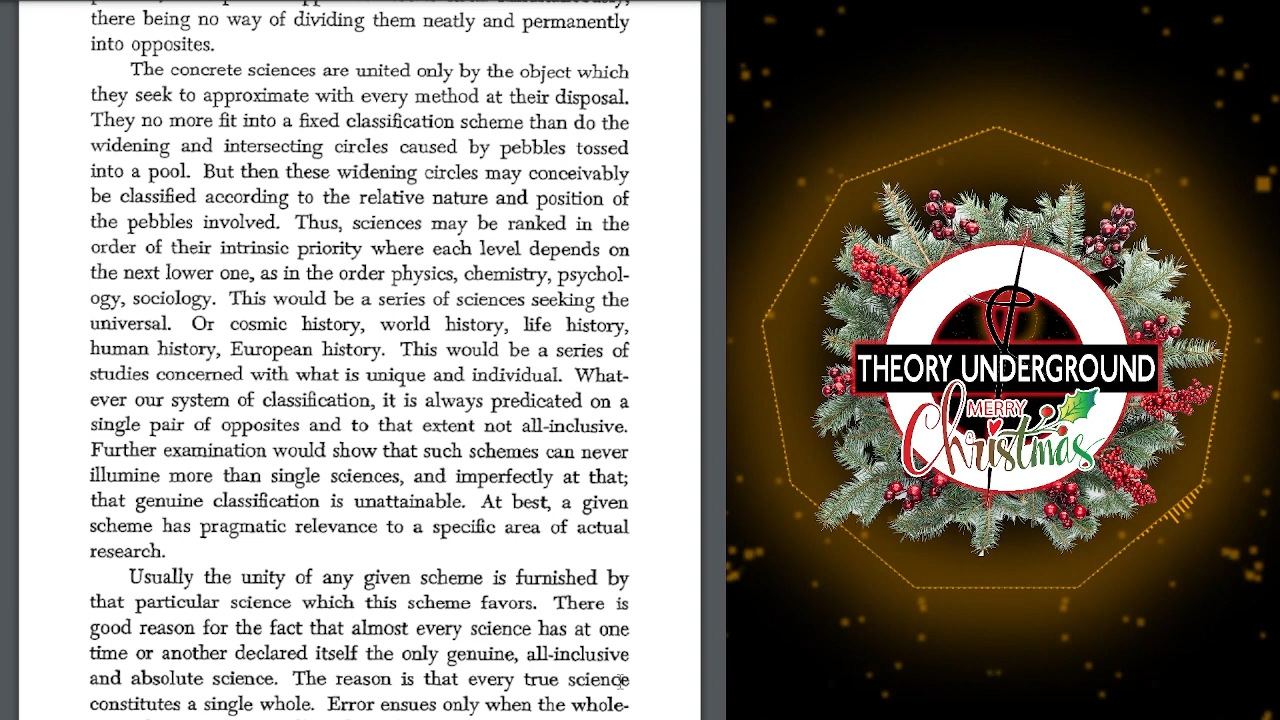 there being no way of dividing them neatly and permanently
into opposites.
The concrete sciences are united only by the object which
they seek to approximate with every method at their disposal.
They no more fit into a fixed classification scheme than do the
widening and intersecting circles caused by pebbles tossed
into a pool. But then these widening circles may conceivably
be classified according to the relative nature and position of
the pebbles involved. Thus, sciences may be ranked in the
order of their intrinsic priority where each level depends on
the next lower one, as in the order physics, chemistry, psychol-
ogy, sociology. This would be a series of sciences seeking the
universal. Or cosmic history, world history, life history,
human history, European history. This would be a series of
studies concerned with what is unique and individual. What-
ever our system of classification, it is always predicated on a
single pair of opposites and to that extent not all-inclusive.
Further examination would show that such schemes can never
illumine more than single sciences, and imperfectly at that;
that genuine classification is unattainable. At best, a given
scheme has pragmatic relevance to a specific area of actual
research.
Usually the unity of any given scheme is furnished by
that particular science which this scheme favors. There is
good reason for the fact that almost every science has at one
time or another declared itself the only genuine, all-inclusive
and absolute science. The reason is that every true science
constitutes a single whole. Error ensues only when the whole-
THEORY UNDERGROUND
MERRY
Christmas